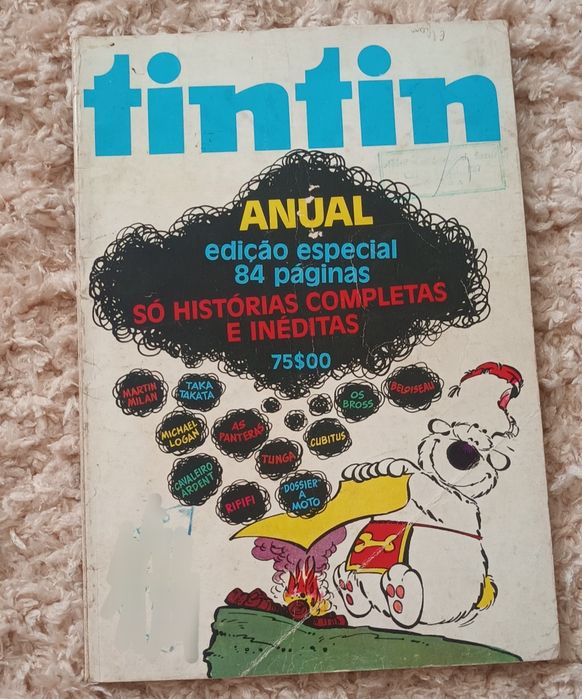 tintin
ANUAL
edição especial
84 páginas
SÓ HISTÓRIAS COMPLETAS
E INÉDITAS
75$00
MARTIN
MILAN
TAKA
TAKATA
OS
BROSS
BELOISEAU
MICHAEL
LOGAN
AS
PANTERAS
TUNGA
CUBITUS
CAVALEIRO
ARDENT
RIFIFI
"DOSSIER"
A
MOTO